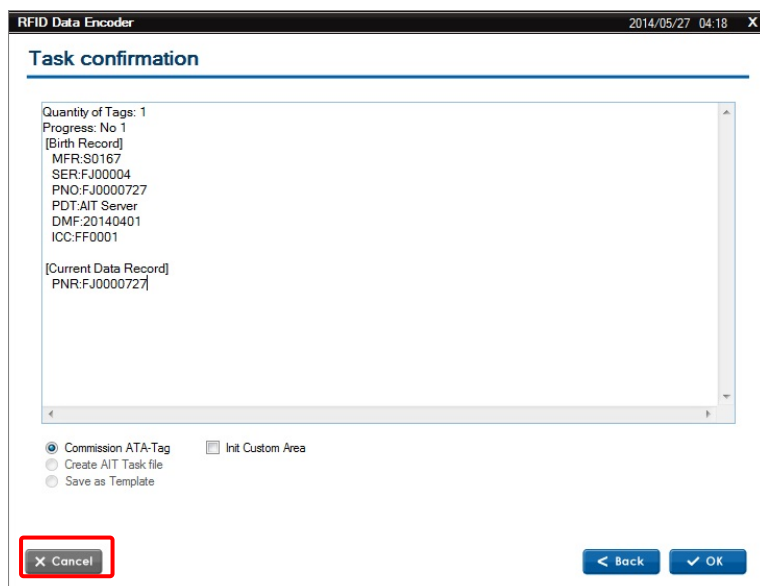 RFID Data Encoder 2014/05/27 04:18 X
Task confirmation
Quantity of Tags: 1
Progress: No 1
[Birth Record]
MFR:S0167
SER:FJ00004
PNO:FJ0000727
PDT:AIT Server
DMF:20140401
ICC:FF0001
[Current Data Record]
PNR:FJ0000727
Commission ATA-Tag Init Custom Area
Create AIT Task file
Save as Template
X Cancel < Back ✓ OK